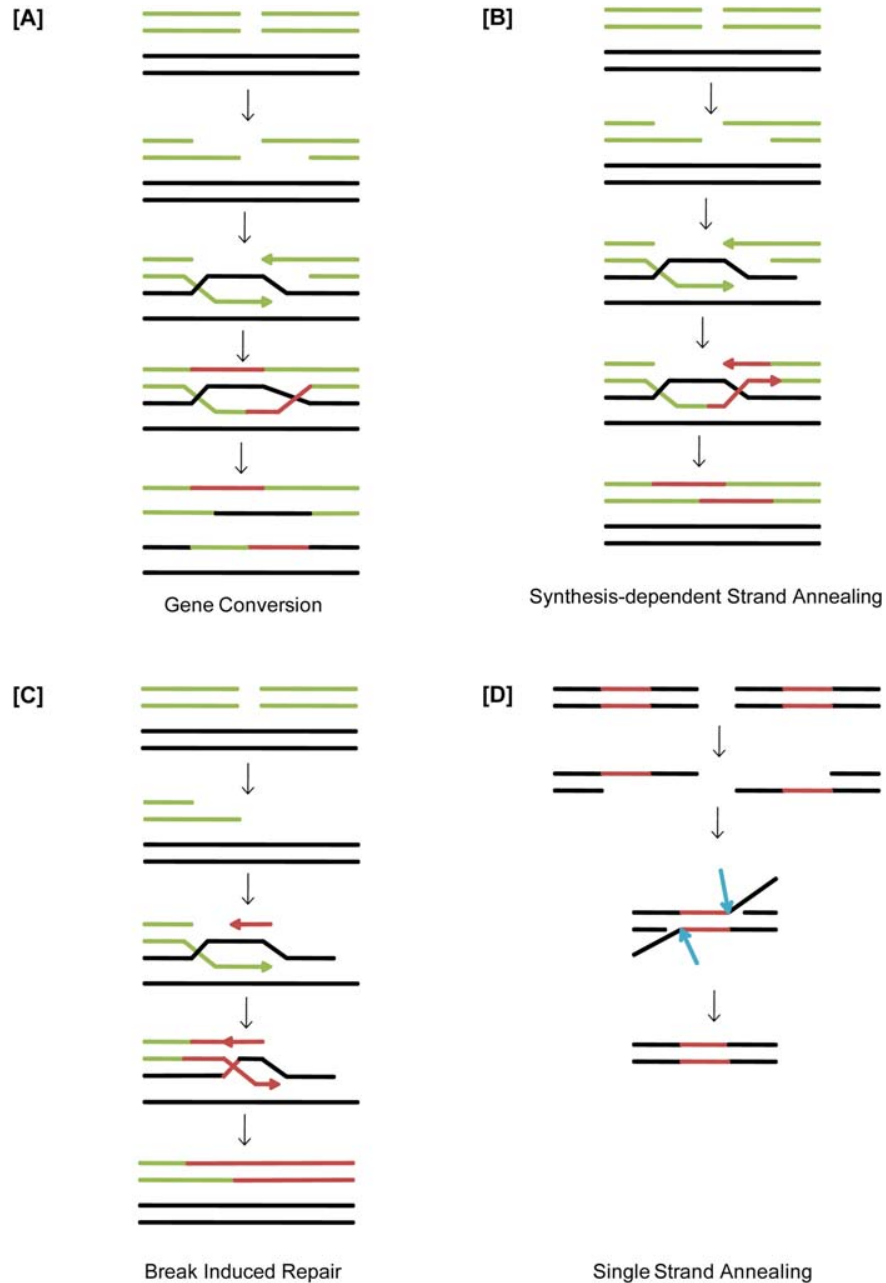 [A]
[B]
Gene Conversion
Synthesis-dependent Strand Annealing
[C]
[D]
Break Induced Repair
Single Strand Annealing